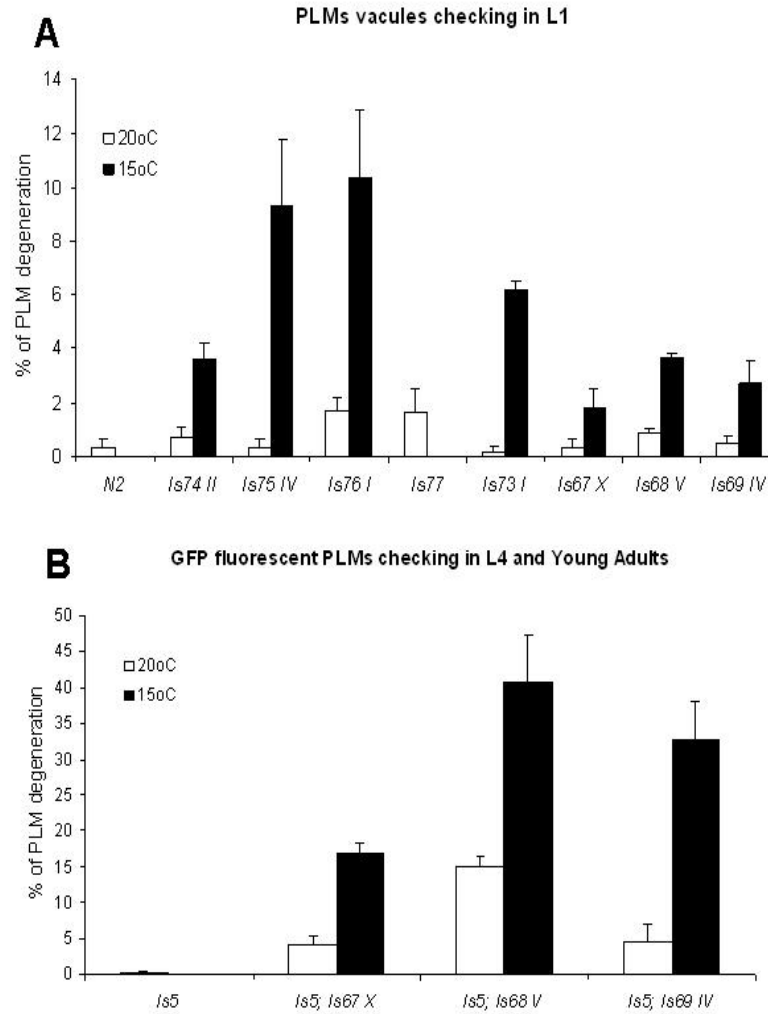 PLMs vacules checking in L1
A
14
12
10
8
6
4
2
0
% of PLM degeneration
20oC
15oC
N2 Is74 II Is75 IV Is76 I Is77 Is73 I Is67 X Is68 V Is69 IV
B
GFP fluorescent PLMs checking in L4 and Young Adults
50
45
40
35
30
25
20
15
10
5
0
% of PLM degeneration
20oC
15oC
Is5 Is5; Is67 X Is5; Is68 V Is5; Is69 IV